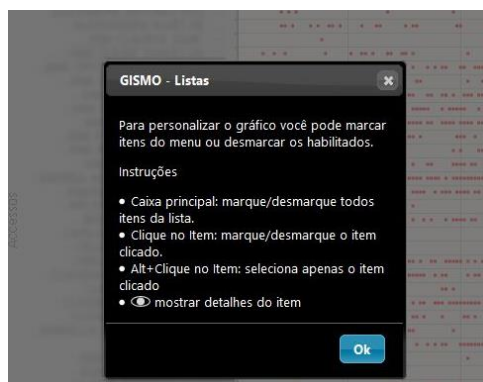 GISMO - Listas
Para personalizar o gráfico você pode marcar
itens do menu ou desmarcar os habilitados.
Instruções
• Caixa principal: marque/desmarque todos
itens da lista.
• Clique no Item: marque/desmarque o item
clicado.
• Alt+Clique no Item: seleciona apenas o item
clicado
• mostrar detalhes do item
Ok